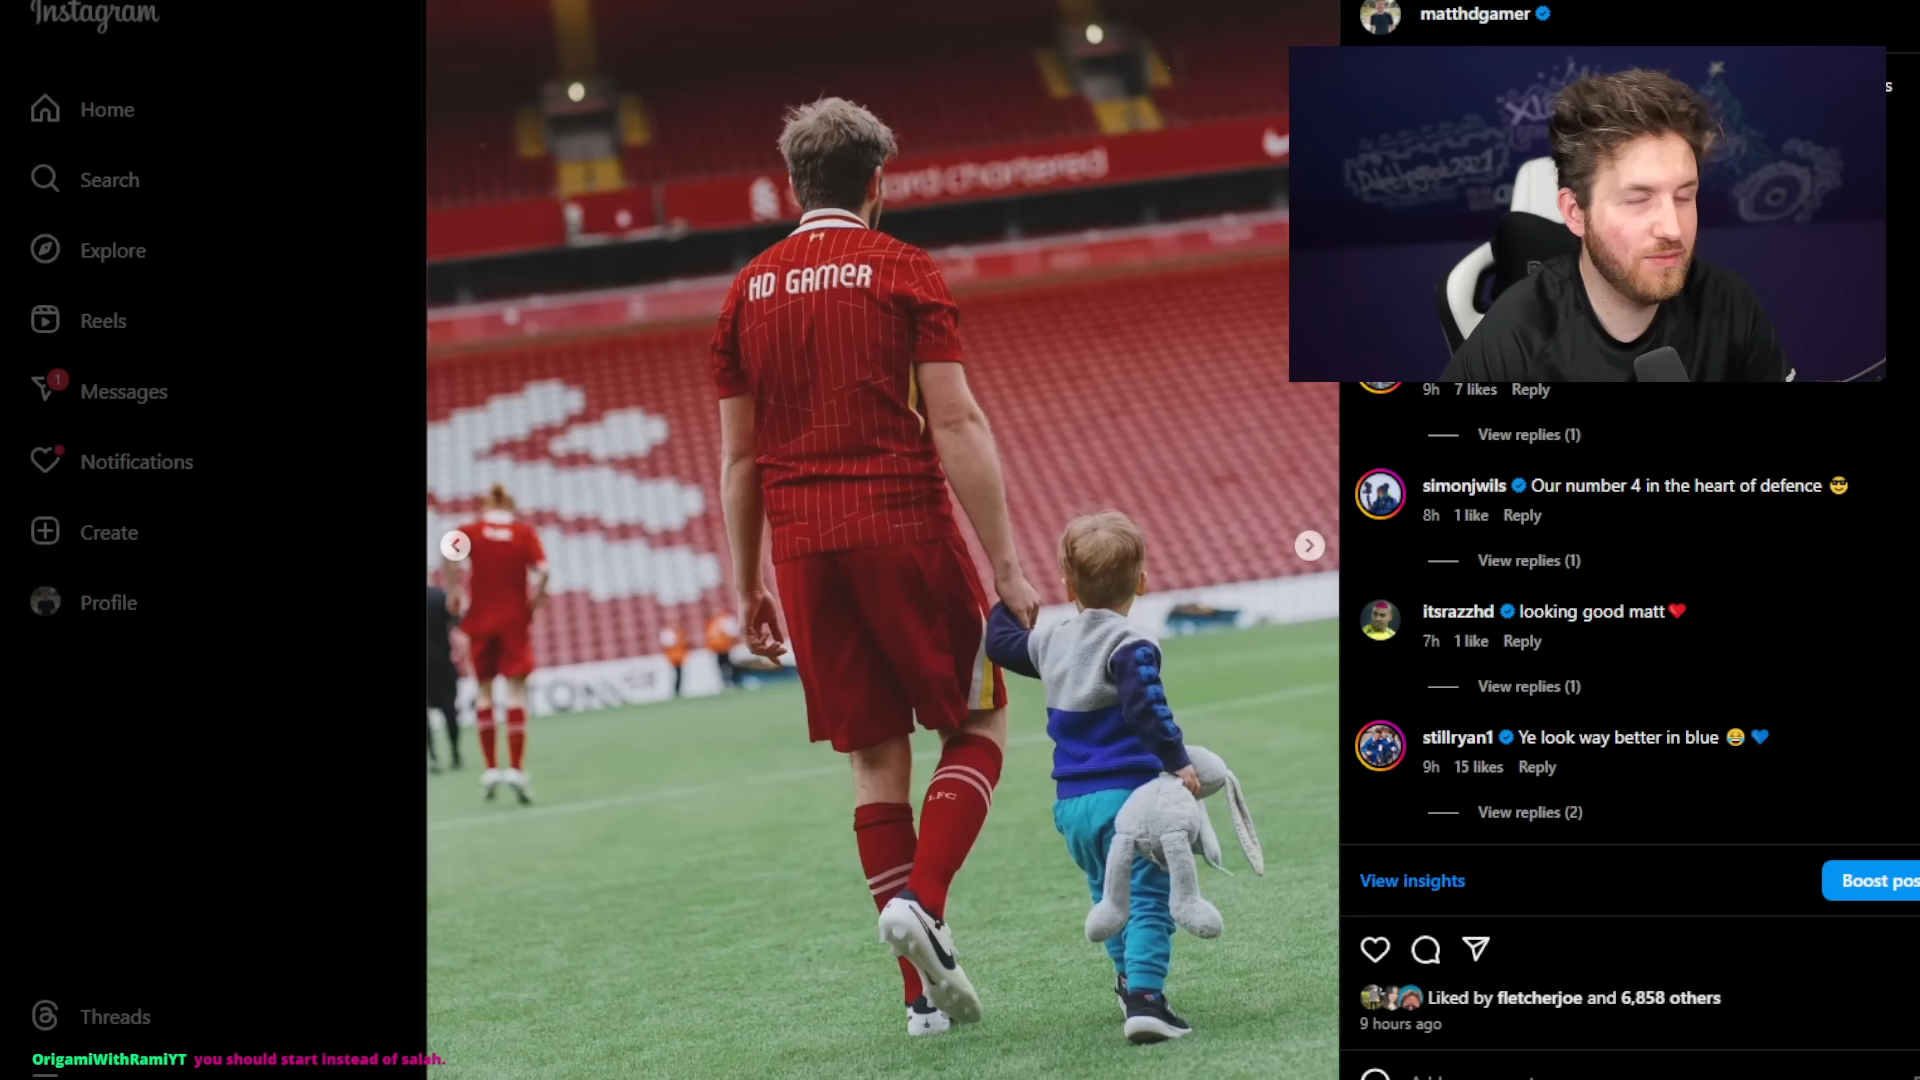 Instagram
Home
Search
Explore
Reels
1
Messages
Notifications
Create
Profile
Threads
OrigamiWithRamiYT you should start instead of salah.
chartered
HD GAMER
LFC
matthdgamer
s
9h 7 likes Reply
View replies (1)
simonjwils Our number 4 in the heart of defence 😎
8h 1 like Reply
View replies (1)
itsrazzhd looking good matt❤️
7h 1 like Reply
View replies (1)
stillryan1 Ye look way better in blue 😂 💙
9h 15 likes Reply
View replies (2)
View insights
Boost pos
Liked by fletcherjoe and 6,858 others
9 hours ago